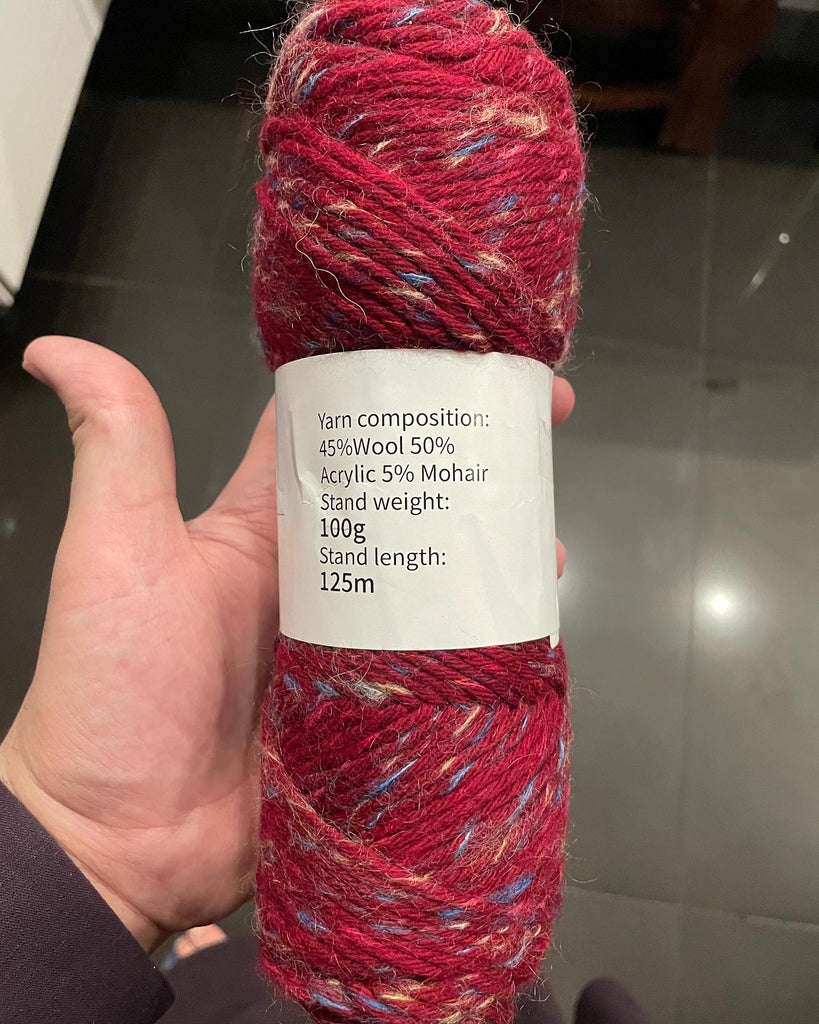 Yarn composition:
45%Wool 50%
Acrylic 5% Mohair
Stand weight:
100g
Stand length:
125m